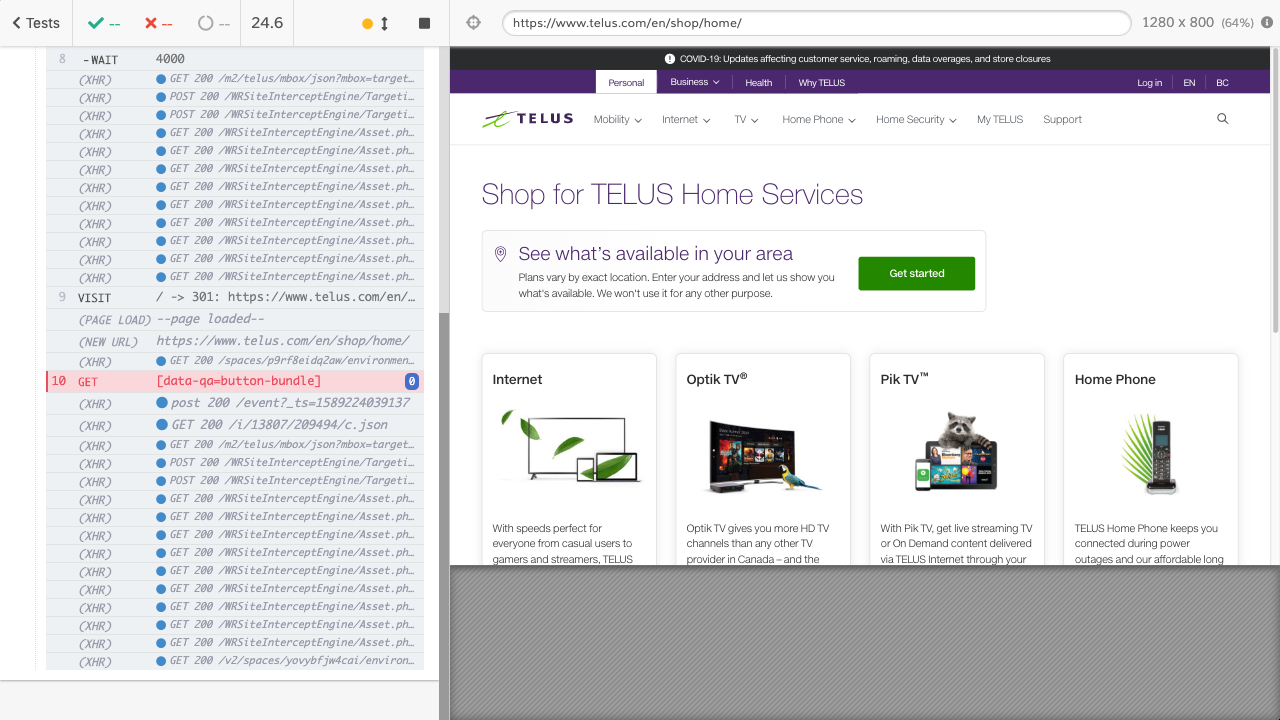 Tests
--
--
--
24.6
https://www.telus.com/en/shop/home/
1280 x 800 (64%)
8 -WAIT 4000
(XHR) GET 200 /m2/telus/mbox/json?mbox=target…
(XHR) POST 200 /WRSiteInterceptEngine/Targeti…
(XHR) POST 200 /WRSiteInterceptEngine/Targeti…
(XHR) GET 200 /WRSiteInterceptEngine/Asset.ph…
(XHR) GET 200 /WRSiteInterceptEngine/Asset.ph…
(XHR) GET 200 /WRSiteInterceptEngine/Asset.ph…
(XHR) GET 200 /WRSiteInterceptEngine/Asset.ph…
(XHR) GET 200 /WRSiteInterceptEngine/Asset.ph…
(XHR) GET 200 /WRSiteInterceptEngine/Asset.ph…
(XHR) GET 200 /WRSiteInterceptEngine/Asset.ph…
(XHR) GET 200 /WRSiteInterceptEngine/Asset.ph…
(XHR) GET 200 /WRSiteInterceptEngine/Asset.ph…
9 VISIT / -> 301: https://www.telus.com/en/…
(PAGE LOAD) --page loaded--
(NEW URL) https://www.telus.com/en/shop/home/
(XHR) GET 200 /spaces/p9rf8eidq2aw/environmen…
10 GET [data-qa=button-bundle] 0
(XHR) post 200 /event?_ts=1589224039137
(XHR) GET 200 /i/13087/209494/c.json
(XHR) GET 200 /m2/telus/mbox/json?mbox=target…
(XHR) POST 200 /WRSiteInterceptEngine/Targeti…
(XHR) POST 200 /WRSiteInterceptEngine/Targeti…
(XHR) GET 200 /WRSiteInterceptEngine/Asset.ph…
(XHR) GET 200 /WRSiteInterceptEngine/Asset.ph…
(XHR) GET 200 /WRSiteInterceptEngine/Asset.ph…
(XHR) GET 200 /WRSiteInterceptEngine/Asset.ph…
(XHR) GET 200 /WRSiteInterceptEngine/Asset.ph…
(XHR) GET 200 /WRSiteInterceptEngine/Asset.ph…
(XHR) GET 200 /WRSiteInterceptEngine/Asset.ph…
(XHR) GET 200 /WRSiteInterceptEngine/Asset.ph…
(XHR) GET 200 /WRSiteInterceptEngine/Asset.ph…
(XHR) GET 200 /v2/spaces/yovybfjw4cai/environ…
COVID-19: Updates affecting customer service, roaming, data overages, and store closures
Personal Business Health Why TELUS Log in EN BC
TELUS Mobility Internet TV Home Phone Home Security My TELUS Support
Shop for TELUS Home Services
See what's available in your area
Plans vary by exact location. Enter your address and let us show you
what's available. We won't use it for any other purpose.
Get started
Internet
With speeds perfect for
everyone from casual users to
gamers and streamers, TELUS
Optik TV®
Optik TV gives you more HD TV
channels than any other TV
provider in Canada – and the
Pik TV™
With Pik TV, get live streaming TV
or On Demand content delivered
via TELUS Internet through your
Home Phone
TELUS Home Phone keeps you
connected during power
outages and our affordable long